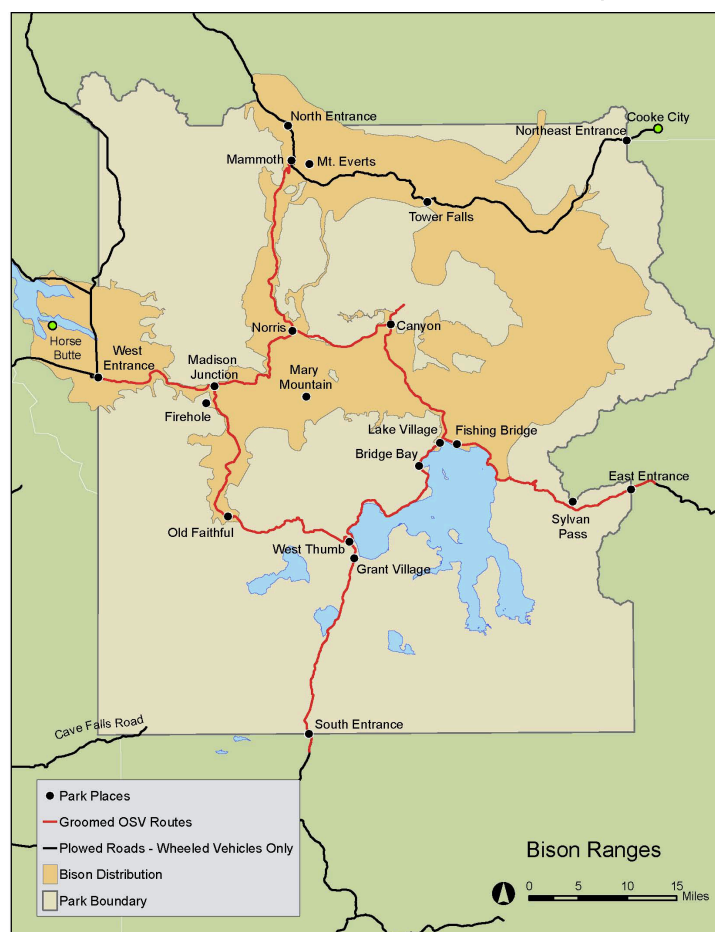 North Entrance
Cooke City
Northeast Entrance
Mammoth
Mt. Everts
Tower Falls
Norris
Canyon
Horse
Butte
West
Entrance
Madison
Junction
Mary
Mountain
Firehole
Lake Village
Fishing Bridge
Bridge Bay
East Entrance
Old Faithful
Sylvan
Pass
West Thumb
Grant Village
Cave Falls Road
South Entrance
Park Places
Groomed OSV Routes
Plowed Roads - Wheeled Vehicles Only
Bison Distribution
Park Boundary
Bison Ranges
0 5 10 15
Miles